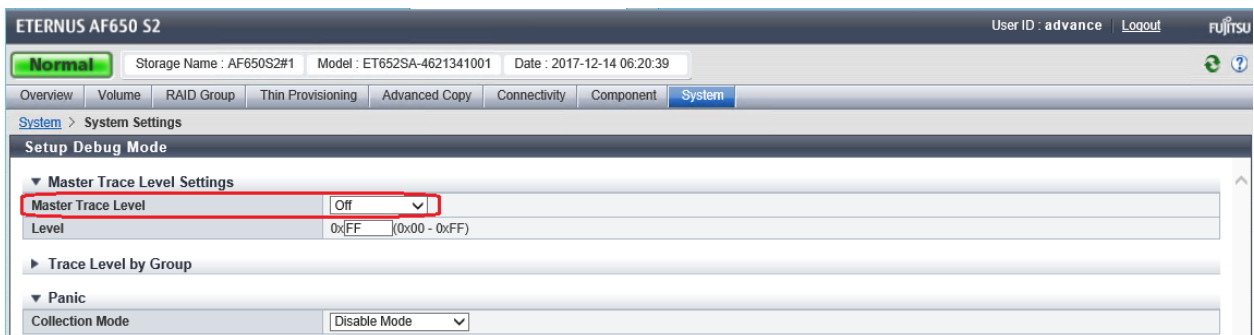 ETERNUS AF650 S2 User ID : advance Logout FUJITSU
Normal Storage Name : AF650S2#1 Model : ET652SA-4621341001 Date : 2017-12-14 06:20:39
Overview Volume RAID Group Thin Provisioning Advanced Copy Connectivity Component System
System > System Settings
Setup Debug Mode
▼ Master Trace Level Settings
Master Trace Level Off
Level 0xFF (0x00 - 0xFF)
▶ Trace Level by Group
▼ Panic
Collection Mode Disable Mode